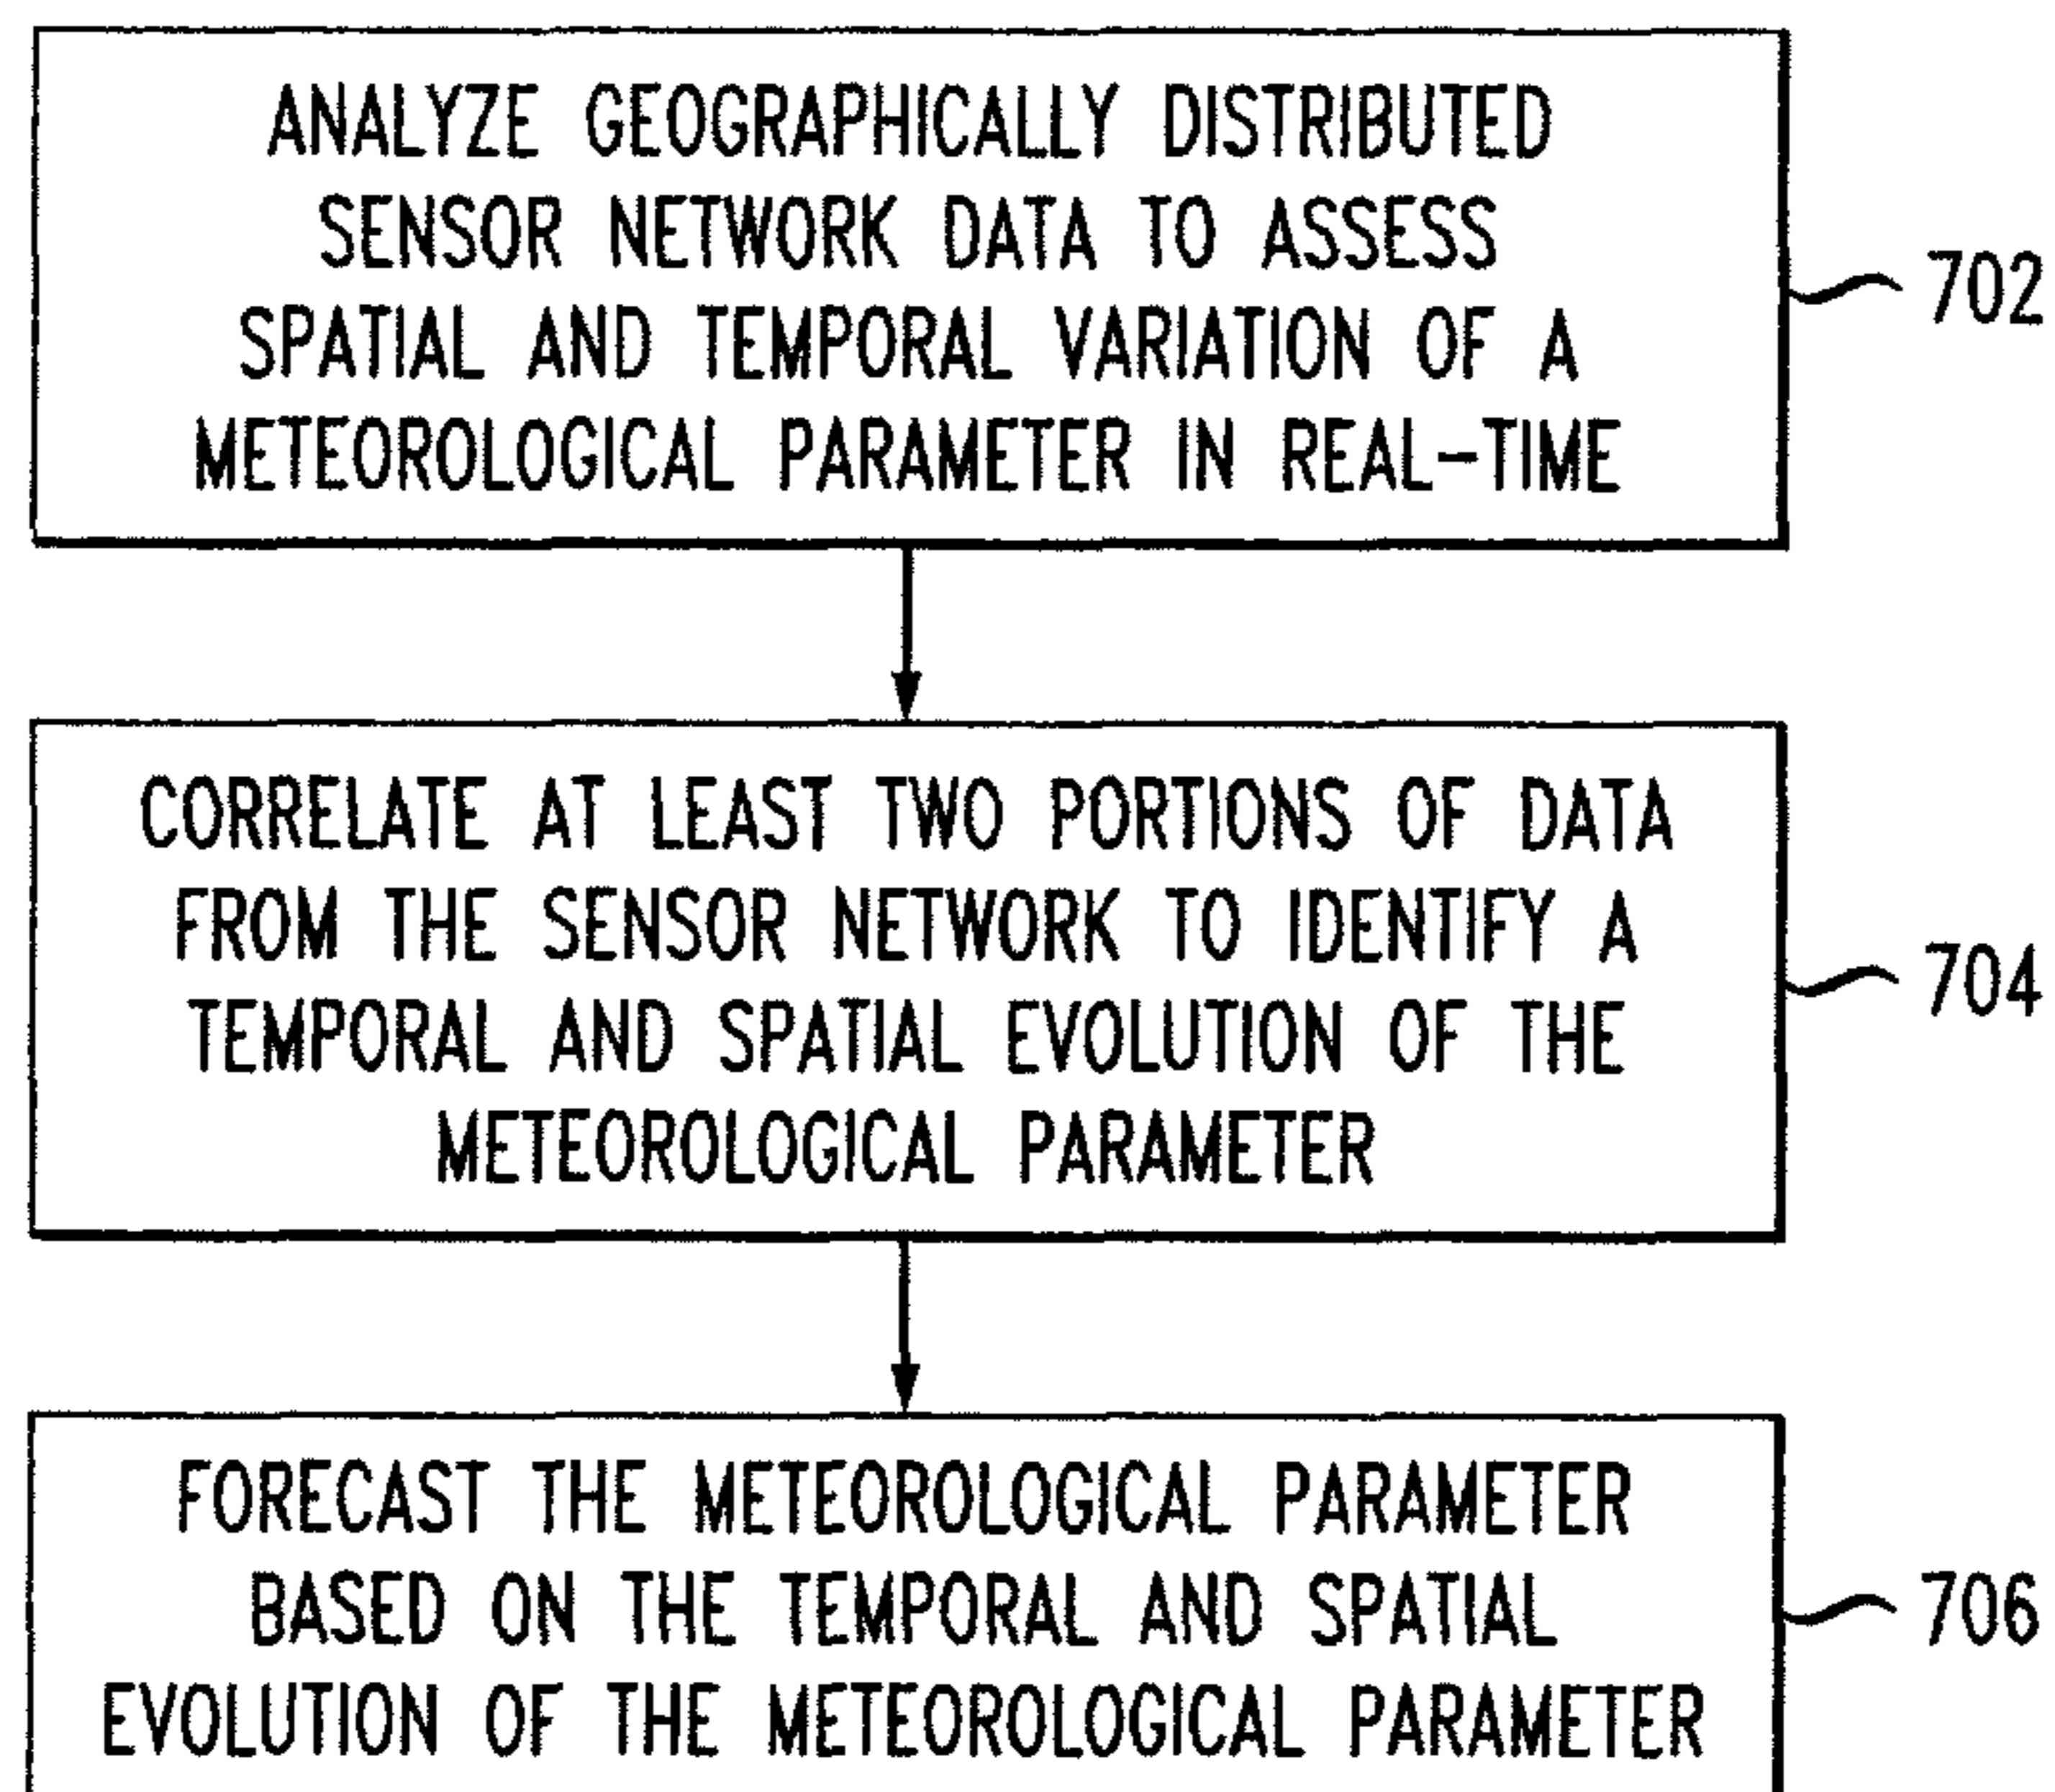 ANALYZE GEOGRAPHICALLY DISTRIBUTED
SENSOR NETWORK DATA TO ASSESS
SPATIAL AND TEMPORAL VARIATION OF A
METEOROLOGICAL PARAMETER IN REAL-TIME
702
CORRELATE AT LEAST TWO PORTIONS OF DATA
FROM THE SENSOR NETWORK TO IDENTIFY A
TEMPORAL AND SPATIAL EVOLUTION OF THE
METEOROLOGICAL PARAMETER
704
FORECAST THE METEOROLOGICAL PARAMETER
BASED ON THE TEMPORAL AND SPATIAL
EVOLUTION OF THE METEOROLOGICAL PARAMETER
706